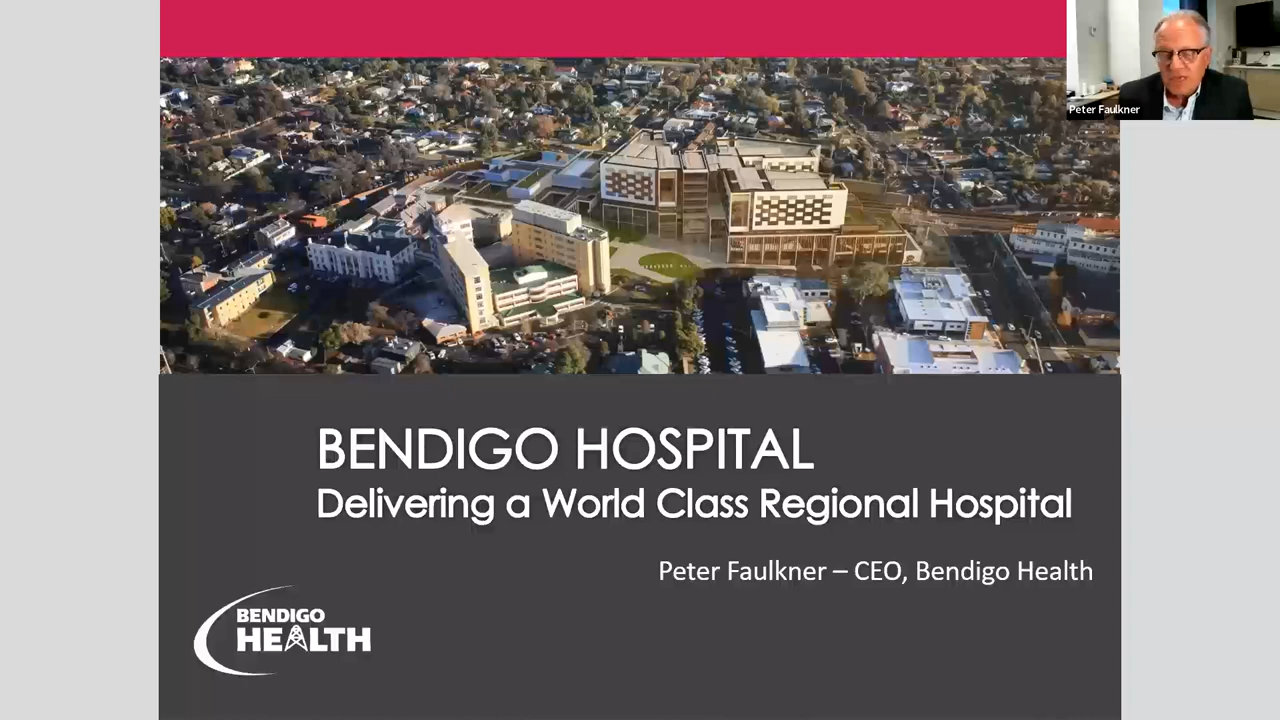 Peter Faulkner
BENDIGO HOSPITAL
Delivering a World Class Regional Hospital
Peter Faulkner – CEO, Bendigo Health
BENDIGO
HEALTH